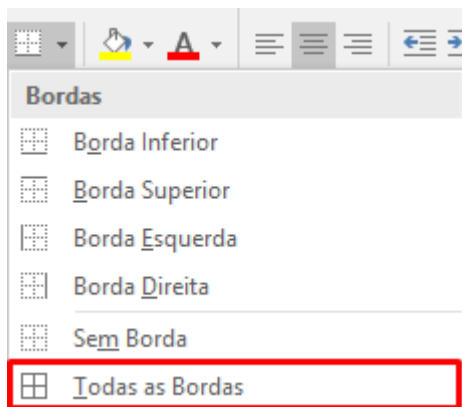 A
Bordas
Borda Inferior
Borda Superior
Borda Esquerda
Borda Direita
Sem Borda
Todas as Bordas